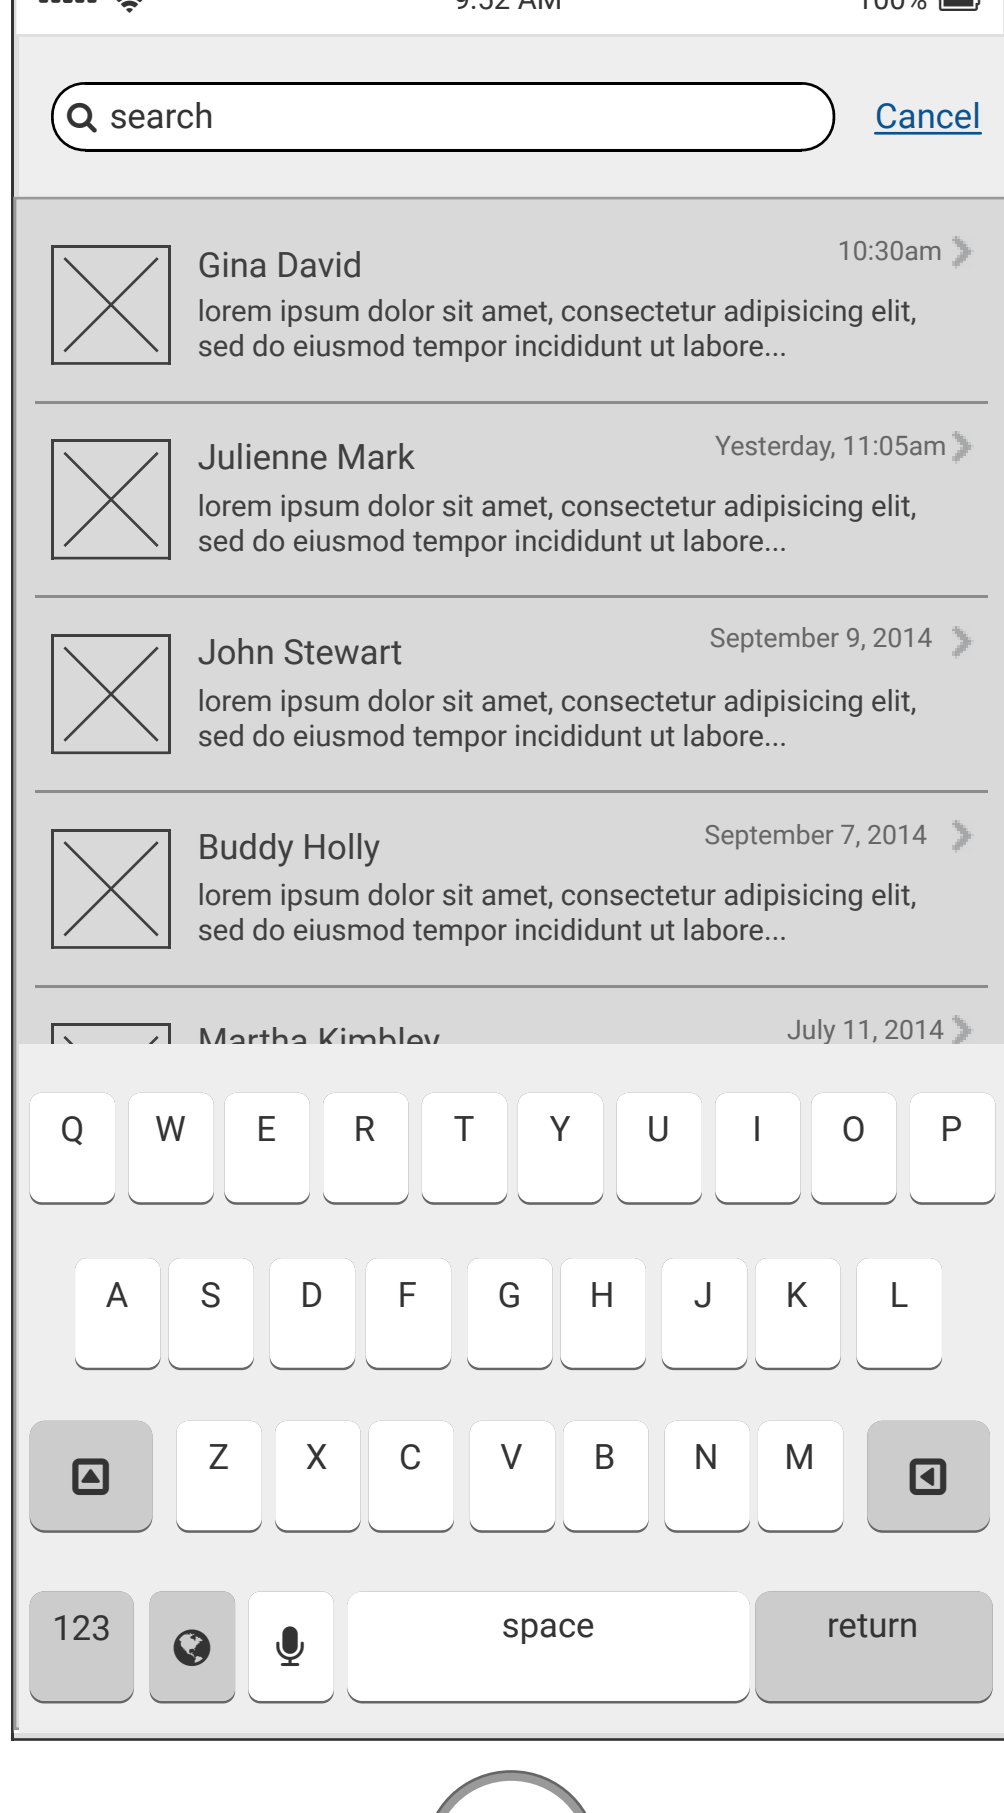 9:52 AM 100%
search Cancel
Gina David 10:30am
lorem ipsum dolor sit amet, consectetur adipisicing elit,
sed do eiusmod tempor incididunt ut labore...
Julienne Mark Yesterday, 11:05am
lorem ipsum dolor sit amet, consectetur adipisicing elit,
sed do eiusmod tempor incididunt ut labore...
John Stewart September 9, 2014
lorem ipsum dolor sit amet, consectetur adipisicing elit,
sed do eiusmod tempor incididunt ut labore...
Buddy Holly September 7, 2014
lorem ipsum dolor sit amet, consectetur adipisicing elit,
sed do eiusmod tempor incididunt ut labore...
Martha Kimbley July 11, 2014
Q W E R T Y U I O P
A S D F G H J K L
Z X C V B N M
123 space return